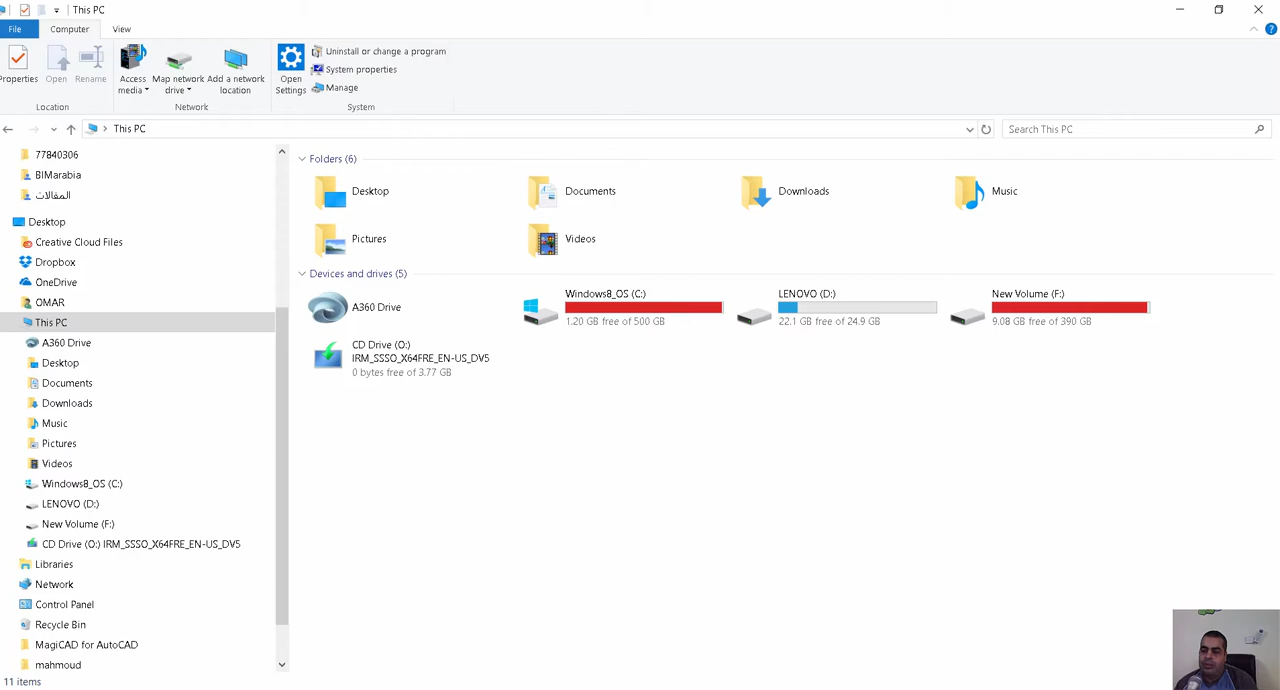 This PC
File Computer View
Properties Open Rename Access media Map network drive Add a network location Open Settings Uninstall or change a program
System properties
Manage
Location Network System
This PC Search This PC
77840306
BIMarabia
المقالات
Desktop
Creative Cloud Files
Dropbox
OneDrive
OMAR
This PC
A360 Drive
Desktop
Documents
Downloads
Music
Pictures
Videos
Windows8_OS (C:)
LENOVO (D:)
New Volume (F:)
CD Drive (O:) IRM_SSSO_X64FRE_EN-US_DV5
Libraries
Network
Control Panel
Recycle Bin
MagiCAD for AutoCAD
mahmoud
Folders (6)
Desktop Documents Downloads Music
Pictures Videos
Devices and drives (5)
A360 Drive
Windows8_OS (C:)
1.20 GB free of 500 GB
LENOVO (D:)
22.1 GB free of 24.9 GB
New Volume (F:)
9.08 GB free of 390 GB
CD Drive (O:)
IRM_SSSO_X64FRE_EN-US_DV5
0 bytes free of 3.77 GB
11 items